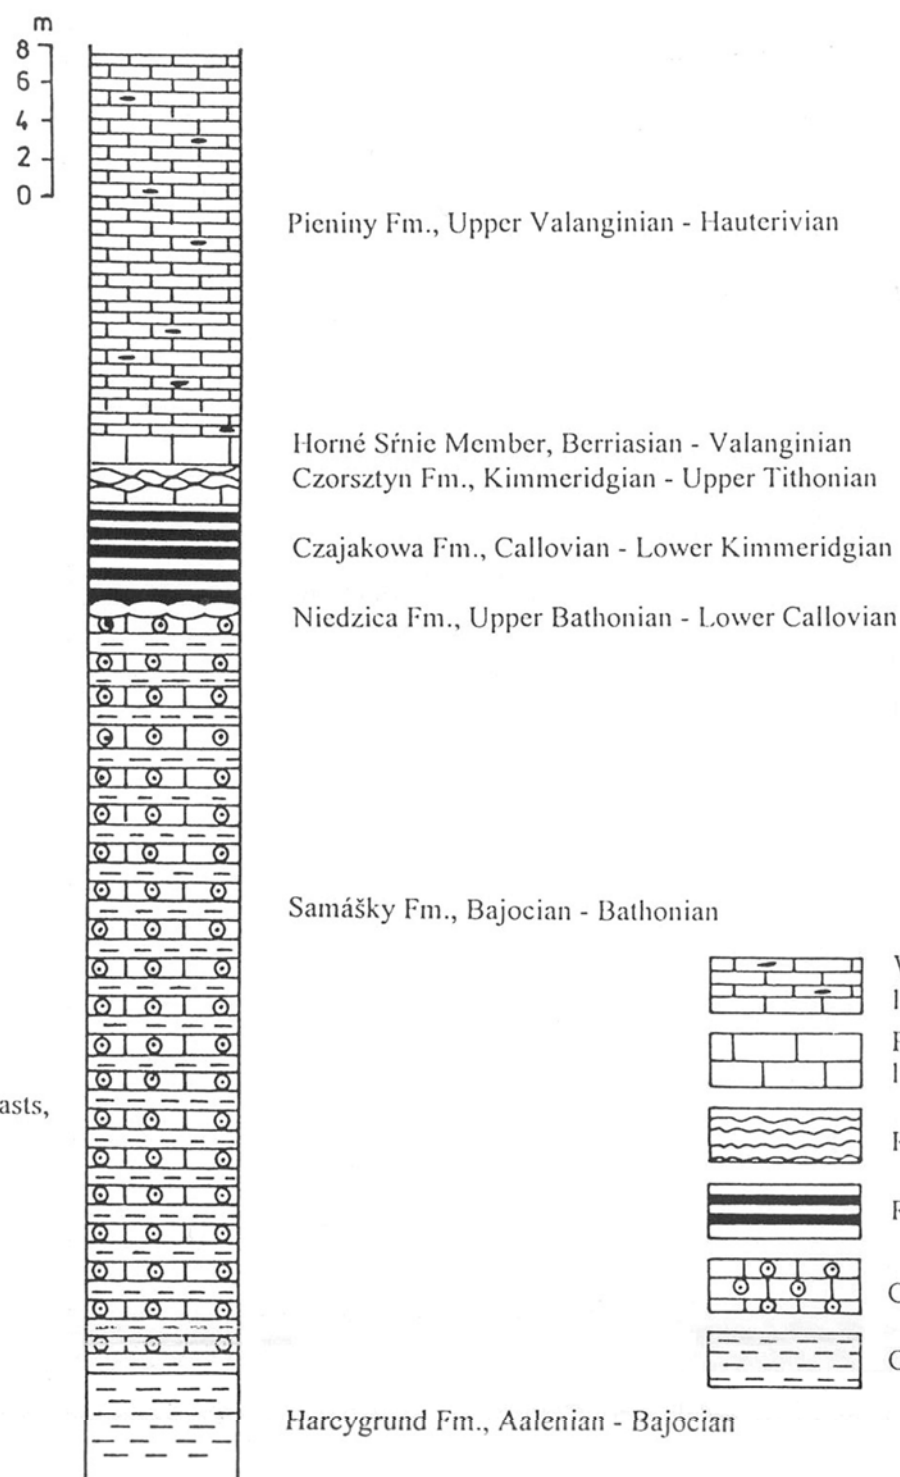 m
8
6
4
2
0
Pieniny Fm., Upper Valanginian - Hauterivian
Horné Sŕnie Member, Berriasian - Valanginian
Czorsztyn Fm., Kimmeridgian - Upper Tithonian
Czajakowa Fm., Callovian - Lower Kimmeridgian
Niedzica Fm., Upper Bathonian - Lower Callovian
Samášky Fm., Bajocian - Bathonian
asts,
Harcygrund Fm., Aalenian - Bajocian